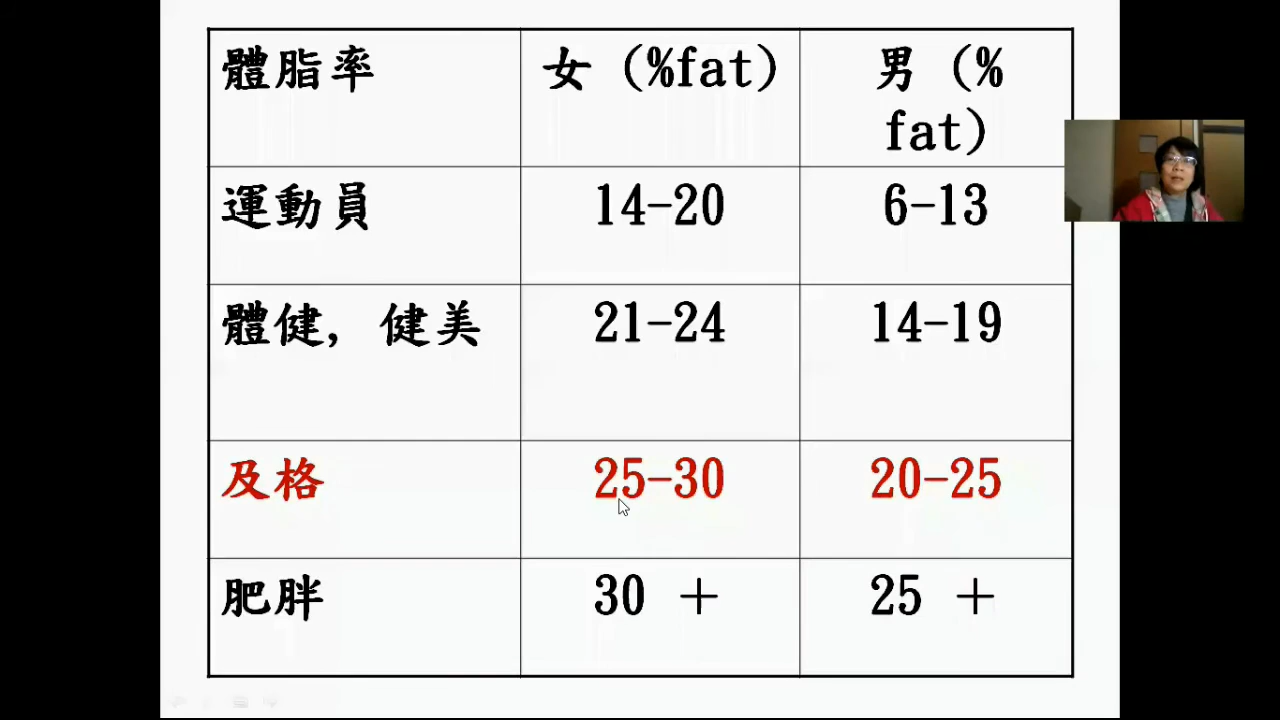 體脂率 女 (%fat) 男 (%
fat)
運動員 14-20 6-13
體健, 健美 21-24 14-19
及格 25-30 20-25
肥胖 30 + 25 +